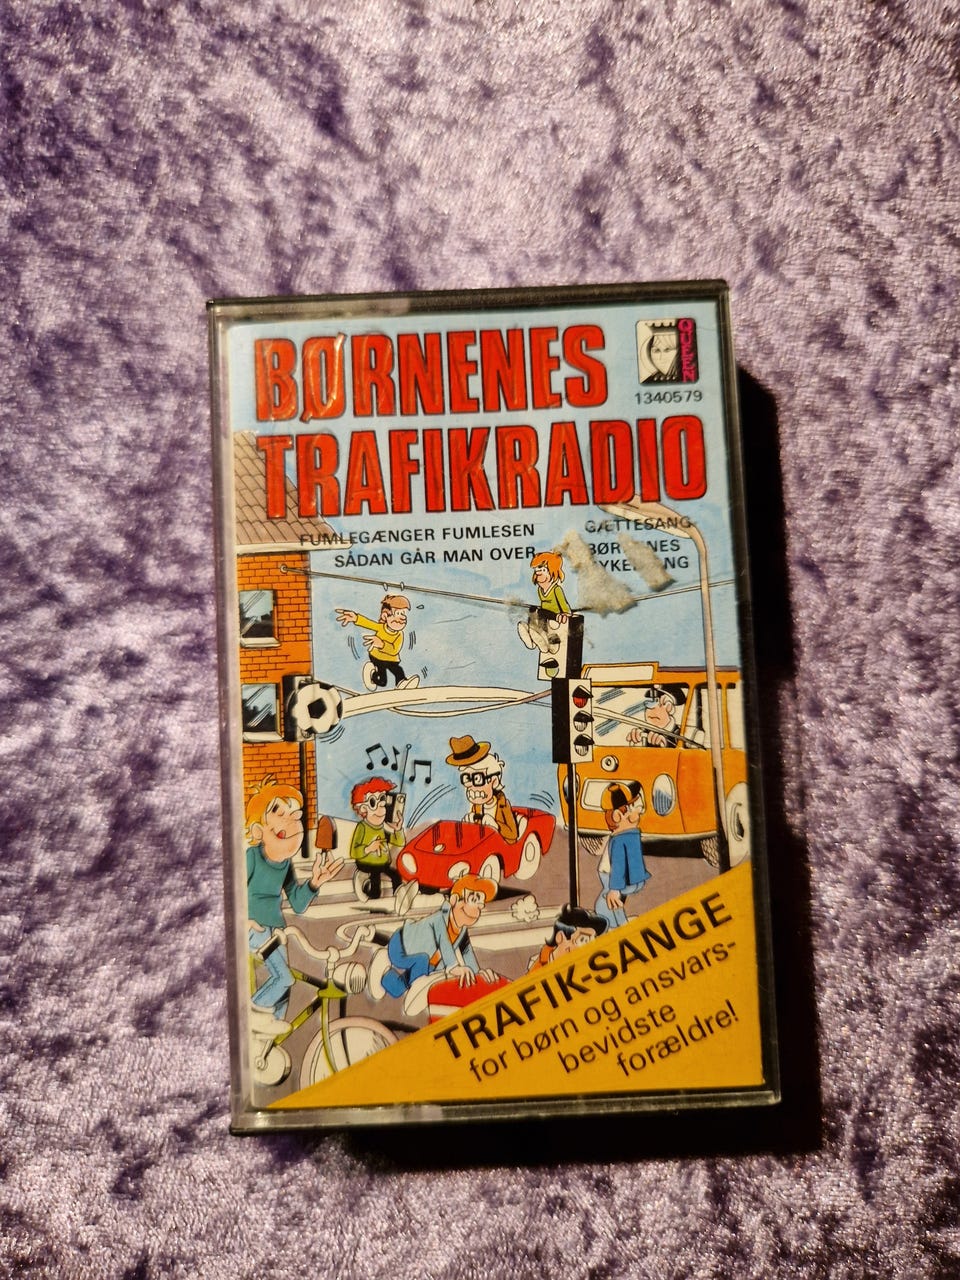 BØRNENES
TRAFIKRADIO
QUEEN
1340579
FUMLEGÆNGER FUMLESEN
SÅDAN GÅR MAN OVER
GÆTTESANG
BØRNENES
TRAFIK-SANGE
for børn og ansvars-
bevidste
forældre!